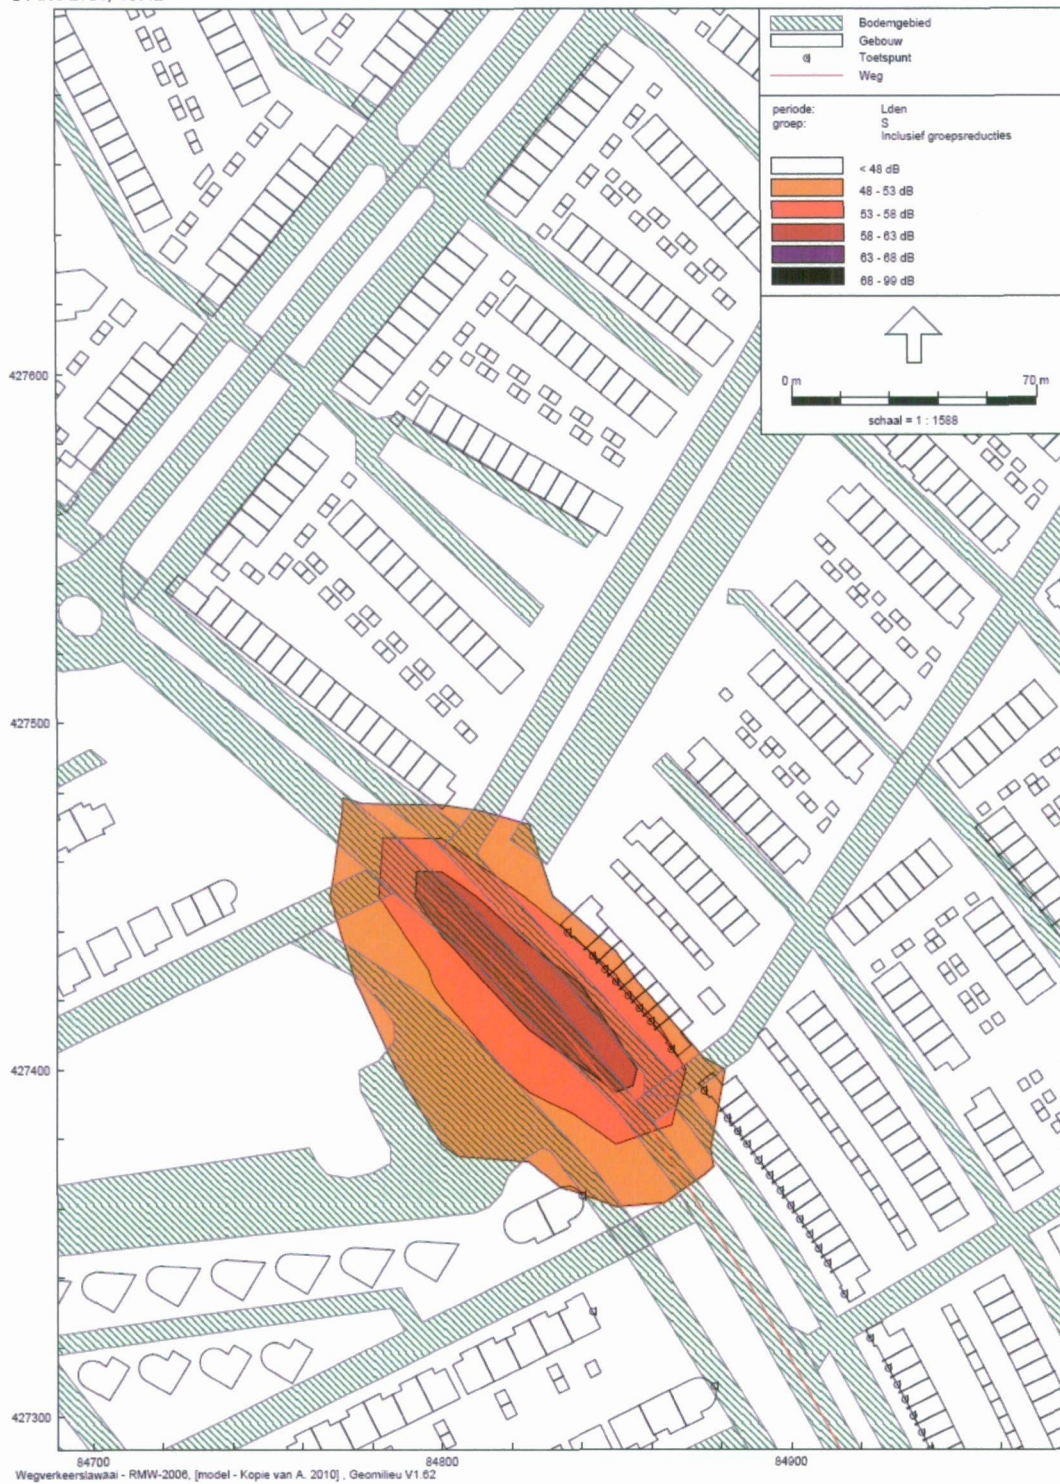 Bodemgebied
Gebouw
Toetspunt
Weg
periode: Lden
groep: S
Inclusief groepsreducties
< 48 dB
48 - 53 dB
53 - 58 dB
58 - 63 dB
63 - 68 dB
68 - 99 dB
0 m 70 m
schaal = 1 : 1588
427600
427500
427400
427300
84700 84800 84900
Wegverkeerslawaai - RMW-2006, [model - Kopie van A. 2010] , Geomilieu V1.62